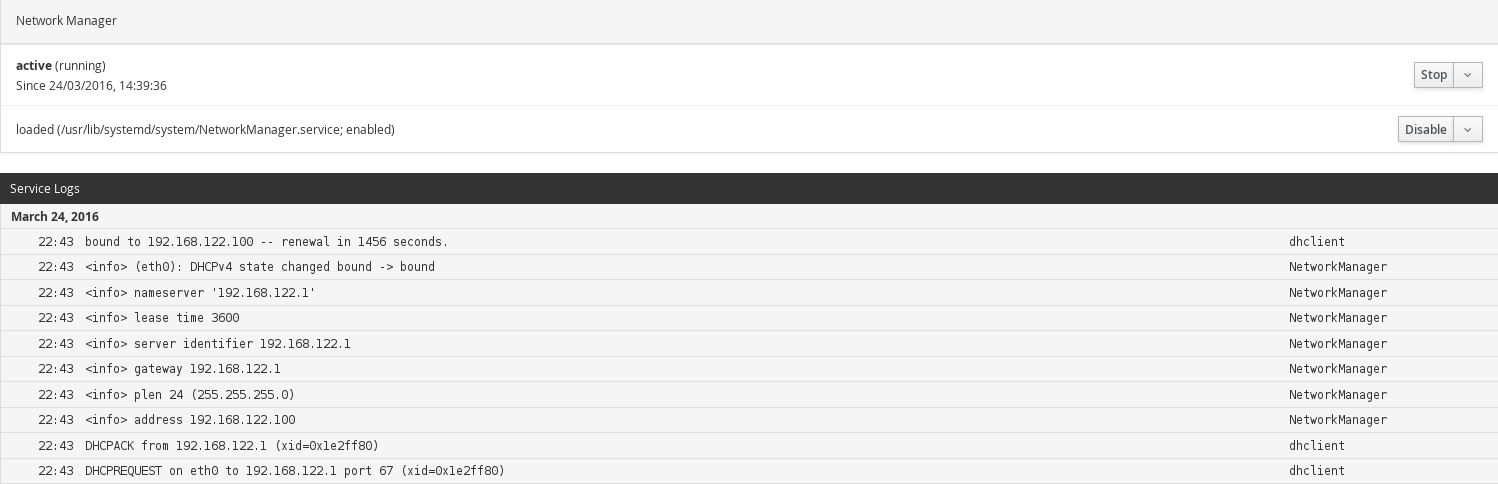 Network Manager
active (running)
Since 24/03/2016, 14:39:36
Stop
loaded (/usr/lib/systemd/system/NetworkManager.service; enabled)
Disable
Service Logs
March 24, 2016
22:43 bound to 192.168.122.100 -- renewal in 1456 seconds. dhclient
22:43 <info> (eth0): DHCPv4 state changed bound -> bound NetworkManager
22:43 <info> nameserver '192.168.122.1' NetworkManager
22:43 <info> lease time 3600 NetworkManager
22:43 <info> server identifier 192.168.122.1 NetworkManager
22:43 <info> gateway 192.168.122.1 NetworkManager
22:43 <info> plen 24 (255.255.255.0) NetworkManager
22:43 <info> address 192.168.122.100 NetworkManager
22:43 DHCPACK from 192.168.122.1 (xid=0x1e2ff80) dhclient
22:43 DHCPREQUEST on eth0 to 192.168.122.1 port 67 (xid=0x1e2ff80) dhclient